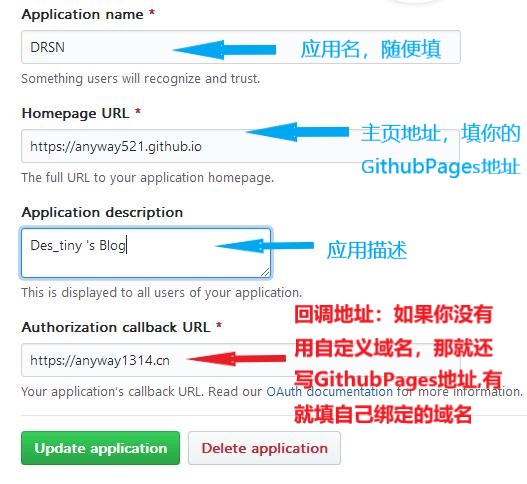 Application name *
DRSN
应用名，随便填
Something users will recognize and trust.
Homepage URL *
主页地址，填你的
https://anyway521.github.io
GithubPages地址
The full URL to your application homepage.
Application description
Des_tiny 's Blog
应用描述
This is displayed to all users of your application.
回调地址：如果你没有
Authorization callback URL *
用自定义域名，那就还
https://anyway1314.cn
写GithubPages地址,有
Your application's callback URL. Read our OAuth documentation for more information.
就填自己绑定的域名
Update application
Delete application